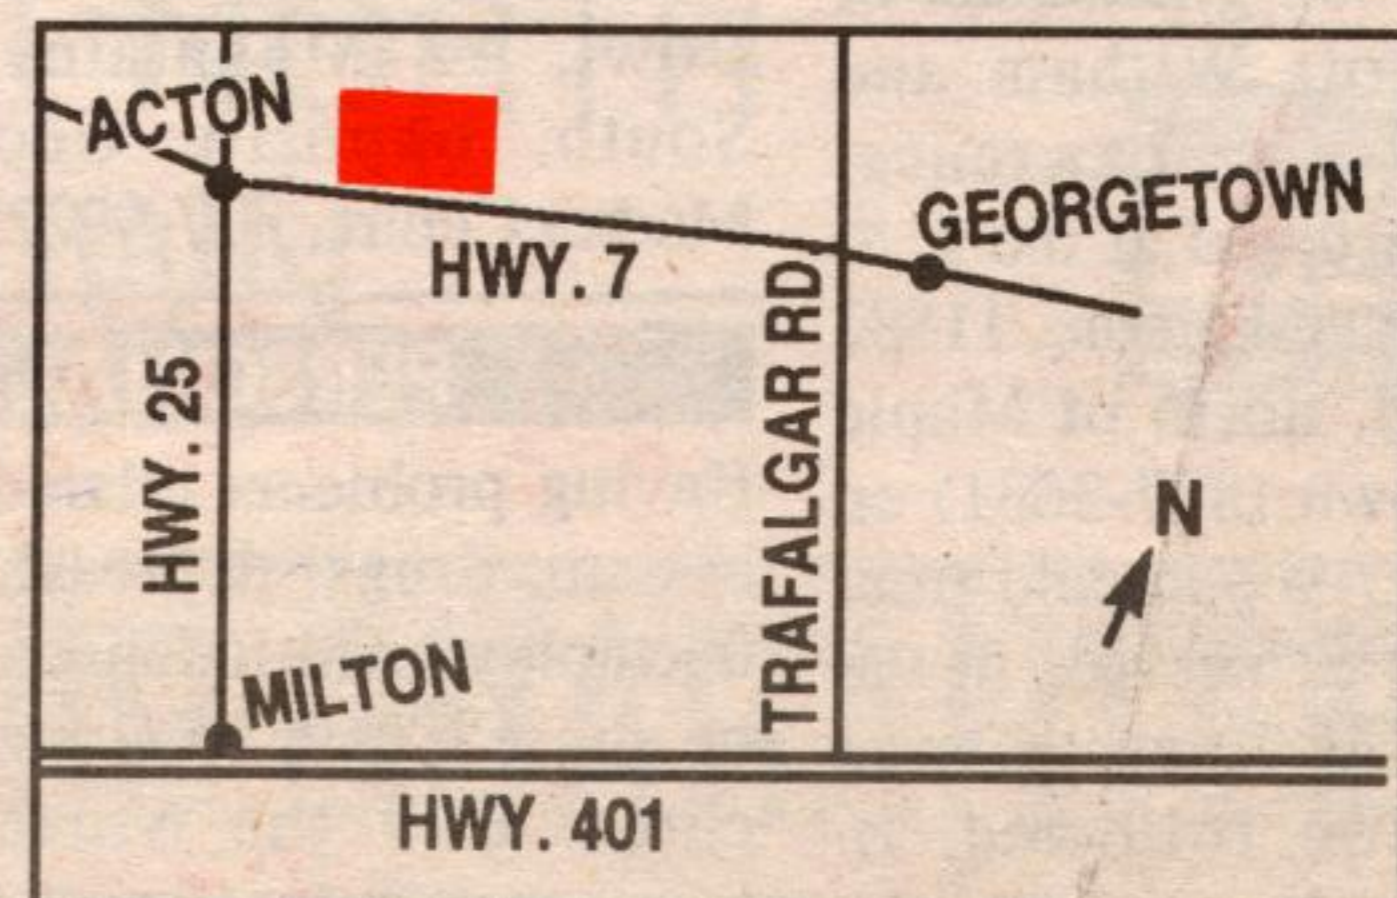 ACTON
GEORGETOWN
HWY. 7
TRAFALGAR RD.
HWY. 25
N
MILTON
HWY. 401